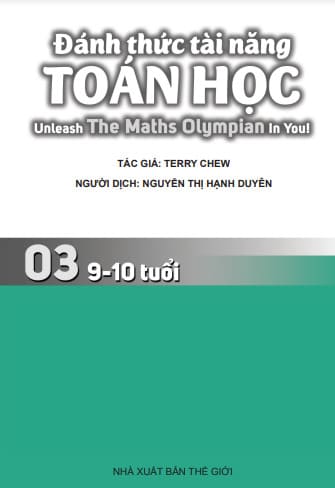 Đánh thức tài năng
TOÁN HỌC
Unleash The Maths Olympian In You!
TÁC GIẢ: TERRY CHEW
NGƯỜI DỊCH: NGUYỄN THỊ HẠNH DUYÊN
03 9-10 tuổi
NHÀ XUẤT BẢN THẾ GIỚI